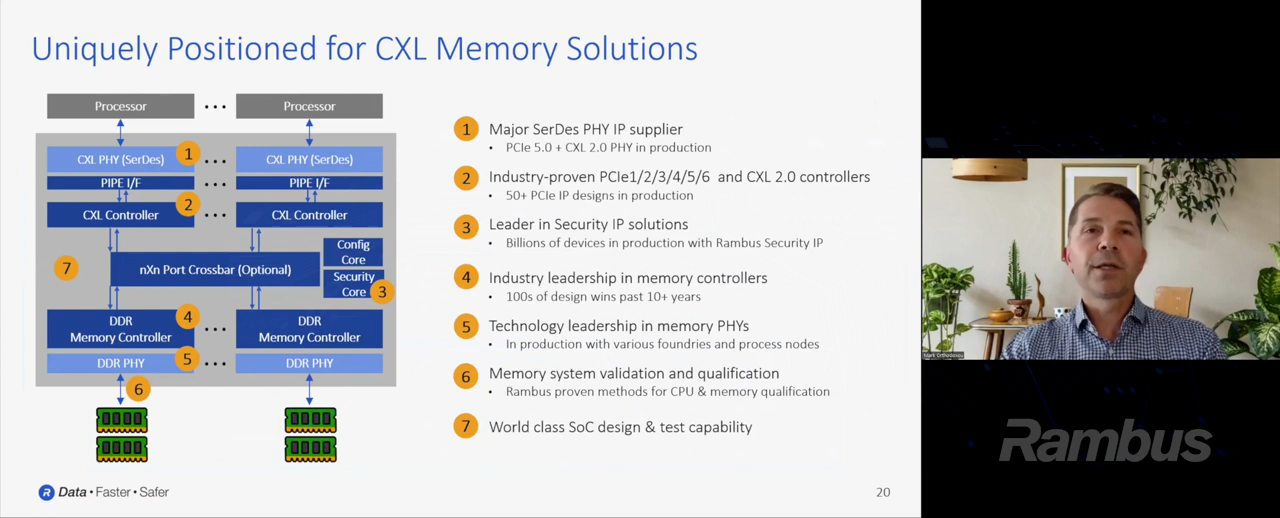 Uniquely Positioned for CXL Memory Solutions
Processor
• • •
Processor
CXL PHY (SerDes)
1
• • •
CXL PHY (SerDes)
PIPE I/F
• • •
PIPE I/F
2
CXL Controller
• • •
CXL Controller
7
nXn Port Crossbar (Optional)
Config
Core
Security
Core
3
DDR
Memory Controller
4
• • •
DDR
Memory Controller
DDR PHY
5
• • •
DDR PHY
6
1 Major SerDes PHY IP supplier
• PCIe 5.0 + CXL 2.0 PHY in production
2 Industry-proven PCIe1/2/3/4/5/6 and CXL 2.0 controllers
• 50+ PCIe IP designs in production
3 Leader in Security IP solutions
• Billions of devices in production with Rambus Security IP
4 Industry leadership in memory controllers
• 100s of design wins past 10+ years
5 Technology leadership in memory PHYs
• In production with various foundries and process nodes
6 Memory system validation and qualification
• Rambus proven methods for CPU & memory qualification
7 World class SoC design & test capability
R Data • Faster • Safer
20
Mark Orthodoxou
Rambus